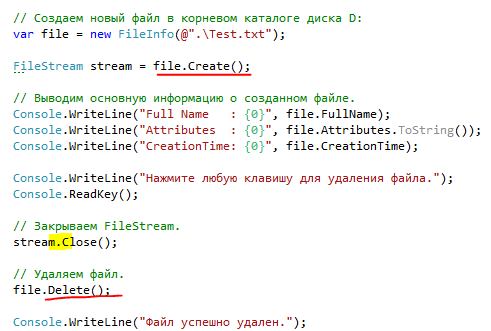 // Создаем новый файл в корневом каталоге диска D:
var file = new FileInfo(@".\Test.txt");
FileStream stream = file.Create();
// Выводим основную информацию о созданном файле.
Console.WriteLine("Full Name   : {0}", file.FullName);
Console.WriteLine("Attributes  : {0}", file.Attributes.ToString());
Console.WriteLine("CreationTime: {0}", file.CreationTime);
Console.WriteLine("Нажмите любую клавишу для удаления файла.");
Console.ReadKey();
// Закрываем FileStream.
stream.Close();
// Удаляем файл.
file.Delete();
Console.WriteLine("Файл успешно удален.");